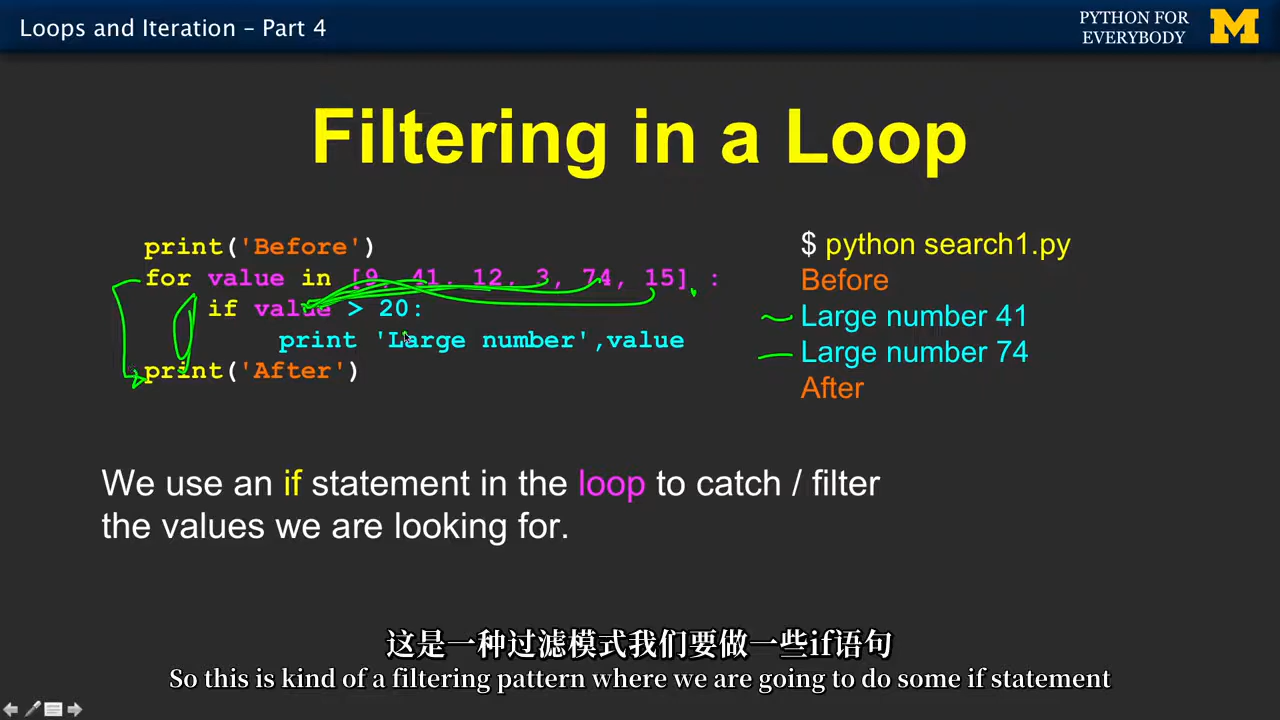 Loops and Iteration – Part 4
PYTHON FOR
EVERYBODY
M
Filtering in a Loop
print('Before')
for value in [9, 41, 12, 3, 74, 15] :
if value > 20:
print 'Large number',value
print('After')
$ python search1.py
Before
Large number 41
Large number 74
After
We use an if statement in the loop to catch / filter
the values we are looking for.
这是一种过滤模式我们要做一些if语句
So this is kind of a filtering pattern where we are going to do some if statement